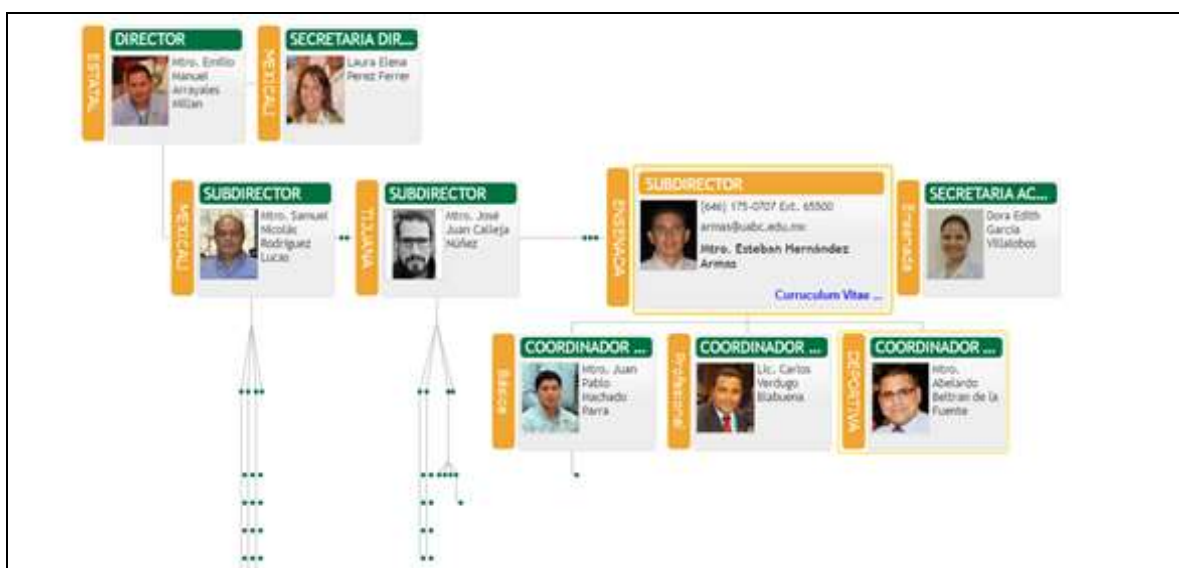 DIRECTOR
ESTATAL
Mtro. Emilio
Manuel
Arrayales
Millan
SECRETARIA DIR...
MEXICALI
Laura Elena
Perez Ferrer
SUBDIRECTOR
MEXICALI
Mtro. Samuel
Nicolás
Rodríguez
Lucas
SUBDIRECTOR
TIJUANA
Mtro. José
Juan Calleja
Núñez
SUBDIRECTOR
ENSENADA
(646) 175-0707 Ext. 65500
armas@uabc.edu.mx
Mtro. Esteban Hernández
Armas
Curruculum Vitae ...
SECRETARIA AC...
Ensenada
Dora Edith
García
Villalobos
COORDINADOR ...
Básica
Mtro. Juan
Pablo
Machado
Parra
COORDINADOR ...
Profesional
Lic. Carlos
Verdugo
Blabuena
COORDINADOR ...
DEPORTIVA
Mtro.
Abelardo
Beltran de la
Fuente